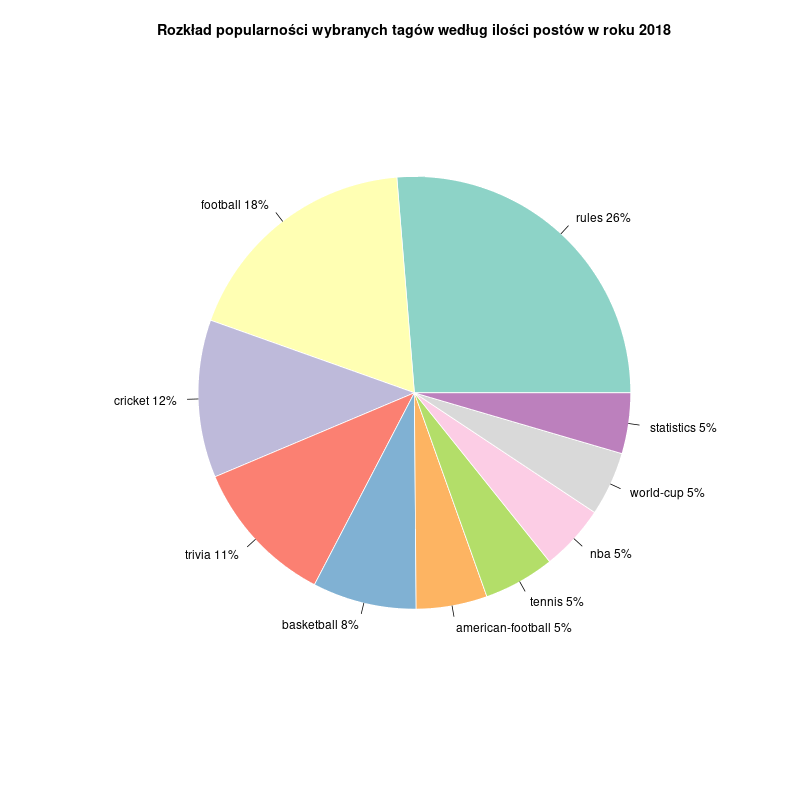 Rozkład popularności wybranych tagów według ilości postów w roku 2018
football 18%
rules 26%
cricket 12%
statistics 5%
world-cup 5%
trivia 11%
nba 5%
tennis 5%
basketball 8%
american-football 5%